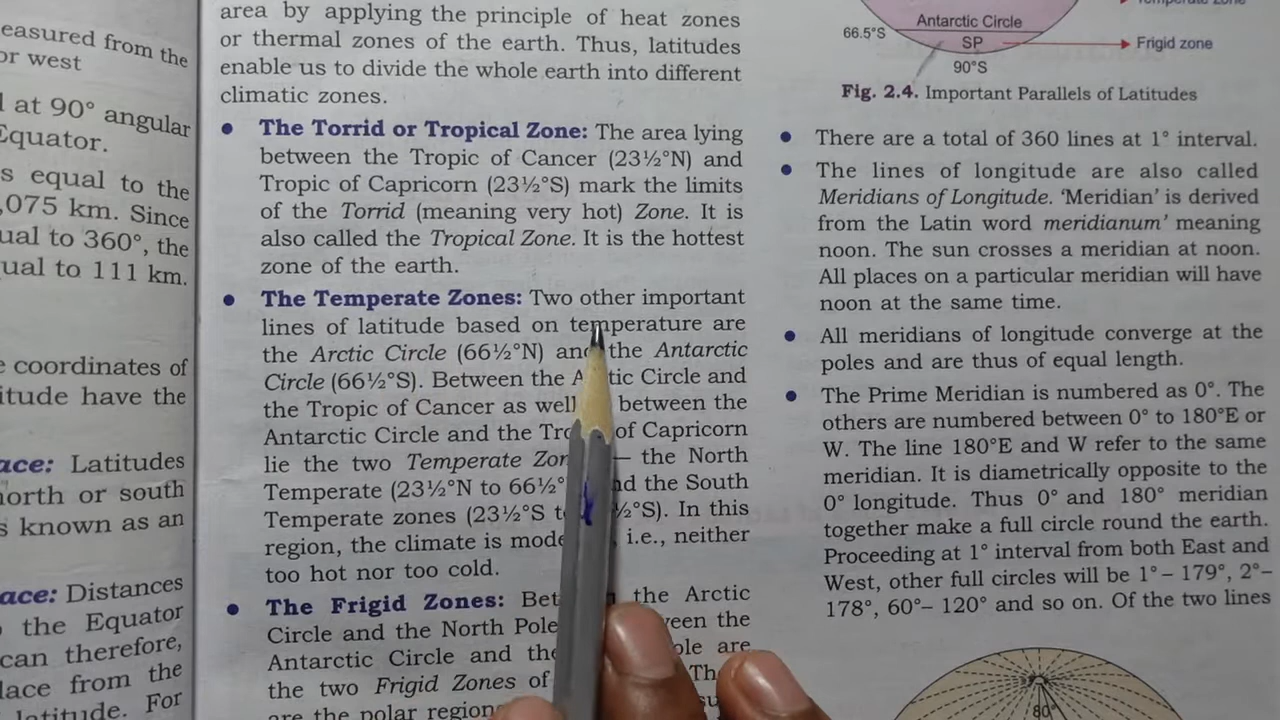 easured from the
or west
l at 90° angular
Equator.
s equal to the
,075 km. Since
ual to 360°, the
ual to 111 km.
e coordinates of
itude have the
ace: Latitudes
north or south
s known as an
ace: Distances
the Equator
can therefore,
lace from the
latitude. For
area by applying the principle of heat zones
or thermal zones of the earth. Thus, latitudes
enable us to divide the whole earth into different
climatic zones.
• The Torrid or Tropical Zone: The area lying
between the Tropic of Cancer (23½°N) and
Tropic of Capricorn (23½°S) mark the limits
of the Torrid (meaning very hot) Zone. It is
also called the Tropical Zone. It is the hottest
zone of the earth.
• The Temperate Zones: Two other important
lines of latitude based on temperature are
the Arctic Circle (66½°N) and the Antarctic
Circle (66½°S). Between the Arctic Circle and
the Tropic of Cancer as well between the
Antarctic Circle and the Tro of Capricorn
lie the two Temperate Zon — the North
Temperate (23½°N to 66½° nd the South
Temperate zones (23½°S t ½°S). In this
region, the climate is mode i.e., neither
too hot nor too cold.
• The Frigid Zones: Bet the Arctic
Circle and the North Pole ween the
Antarctic Circle and the ole are
the two Frigid Zones of Th
are the polar region su
Antarctic Circle
66.5°S
SP
Frigid zone
90°S
Fig. 2.4. Important Parallels of Latitudes
• There are a total of 360 lines at 1° interval.
• The lines of longitude are also called
Meridians of Longitude. 'Meridian' is derived
from the Latin word meridianum' meaning
noon. The sun crosses a meridian at noon.
All places on a particular meridian will have
noon at the same time.
• All meridians of longitude converge at the
poles and are thus of equal length.
• The Prime Meridian is numbered as 0°. The
others are numbered between 0° to 180°E or
W. The line 180°E and W refer to the same
meridian. It is diametrically opposite to the
0° longitude. Thus 0° and 180° meridian
together make a full circle round the earth.
Proceeding at 1° interval from both East and
West, other full circles will be 1°– 179°, 2°–
178°, 60°– 120° and so on. Of the two lines
80°